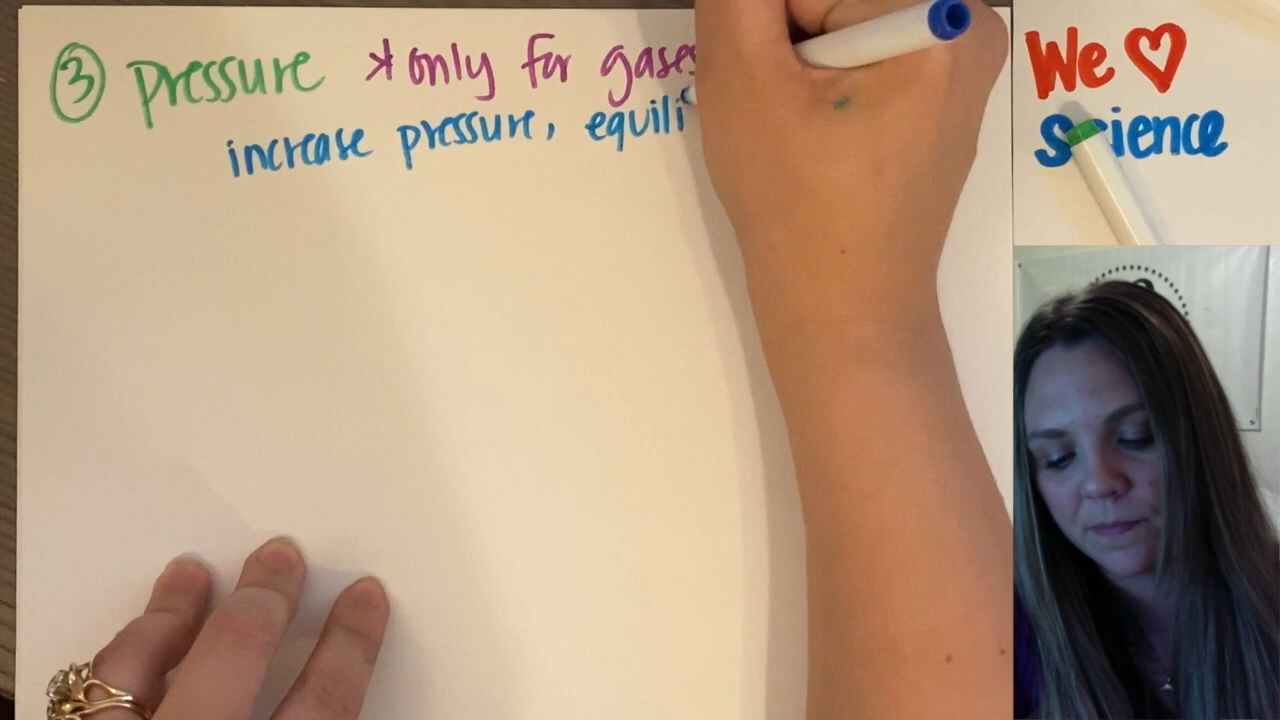 ③ pressure * only for gases
increase pressure, equili
We ♡
Science